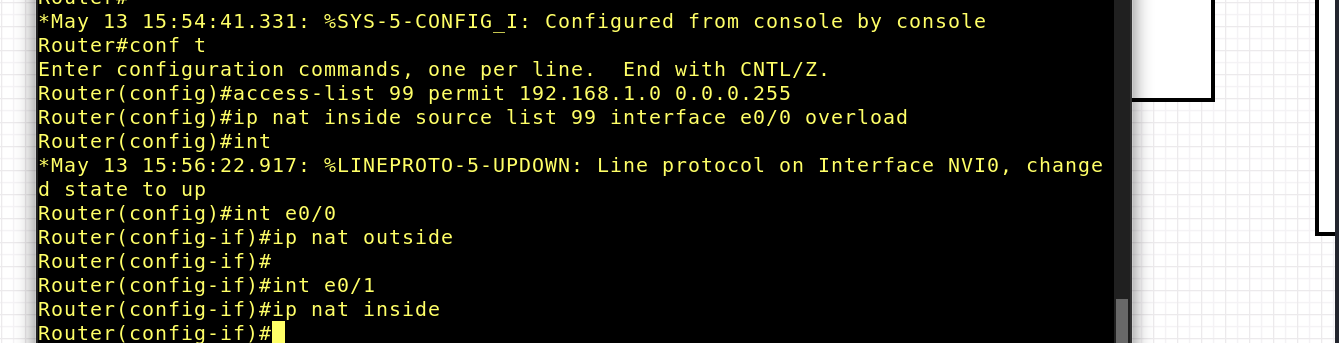 Router#
*May 13 15:54:41.331: %SYS-5-CONFIG_I: Configured from console by console
Router#conf t
Enter configuration commands, one per line.  End with CNTL/Z.
Router(config)#access-list 99 permit 192.168.1.0 0.0.0.255
Router(config)#ip nat inside source list 99 interface e0/0 overload
Router(config)#int
*May 13 15:56:22.917: %LINEPROTO-5-UPDOWN: Line protocol on Interface NVI0, change
d state to up
Router(config)#int e0/0
Router(config-if)#ip nat outside
Router(config-if)#
Router(config-if)#int e0/1
Router(config-if)#ip nat inside
Router(config-if)#